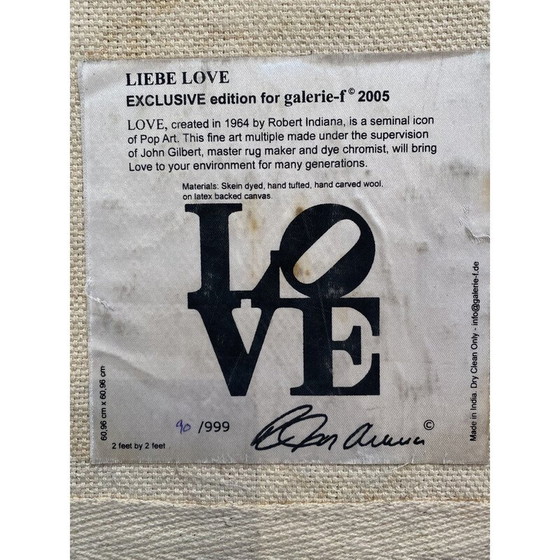 LIEBE LOVE
EXCLUSIVE edition for galerie-f © 2005
LOVE, created in 1964 by Robert Indiana, is a seminal icon
of Pop Art. This fine art multiple made under the supervision
of John Gilbert, master rug maker and dye chromist, will bring
Love to your environment for many generations.
Materials: Skein dyed, hand tufted, hand carved wool,
on latex backed canvas.
LO
VE
60,96 cm x 60,96 cm
2 feet by 2 feet
90 /999
©
Made in India. Dry Clean Only - info@galerie-f.de